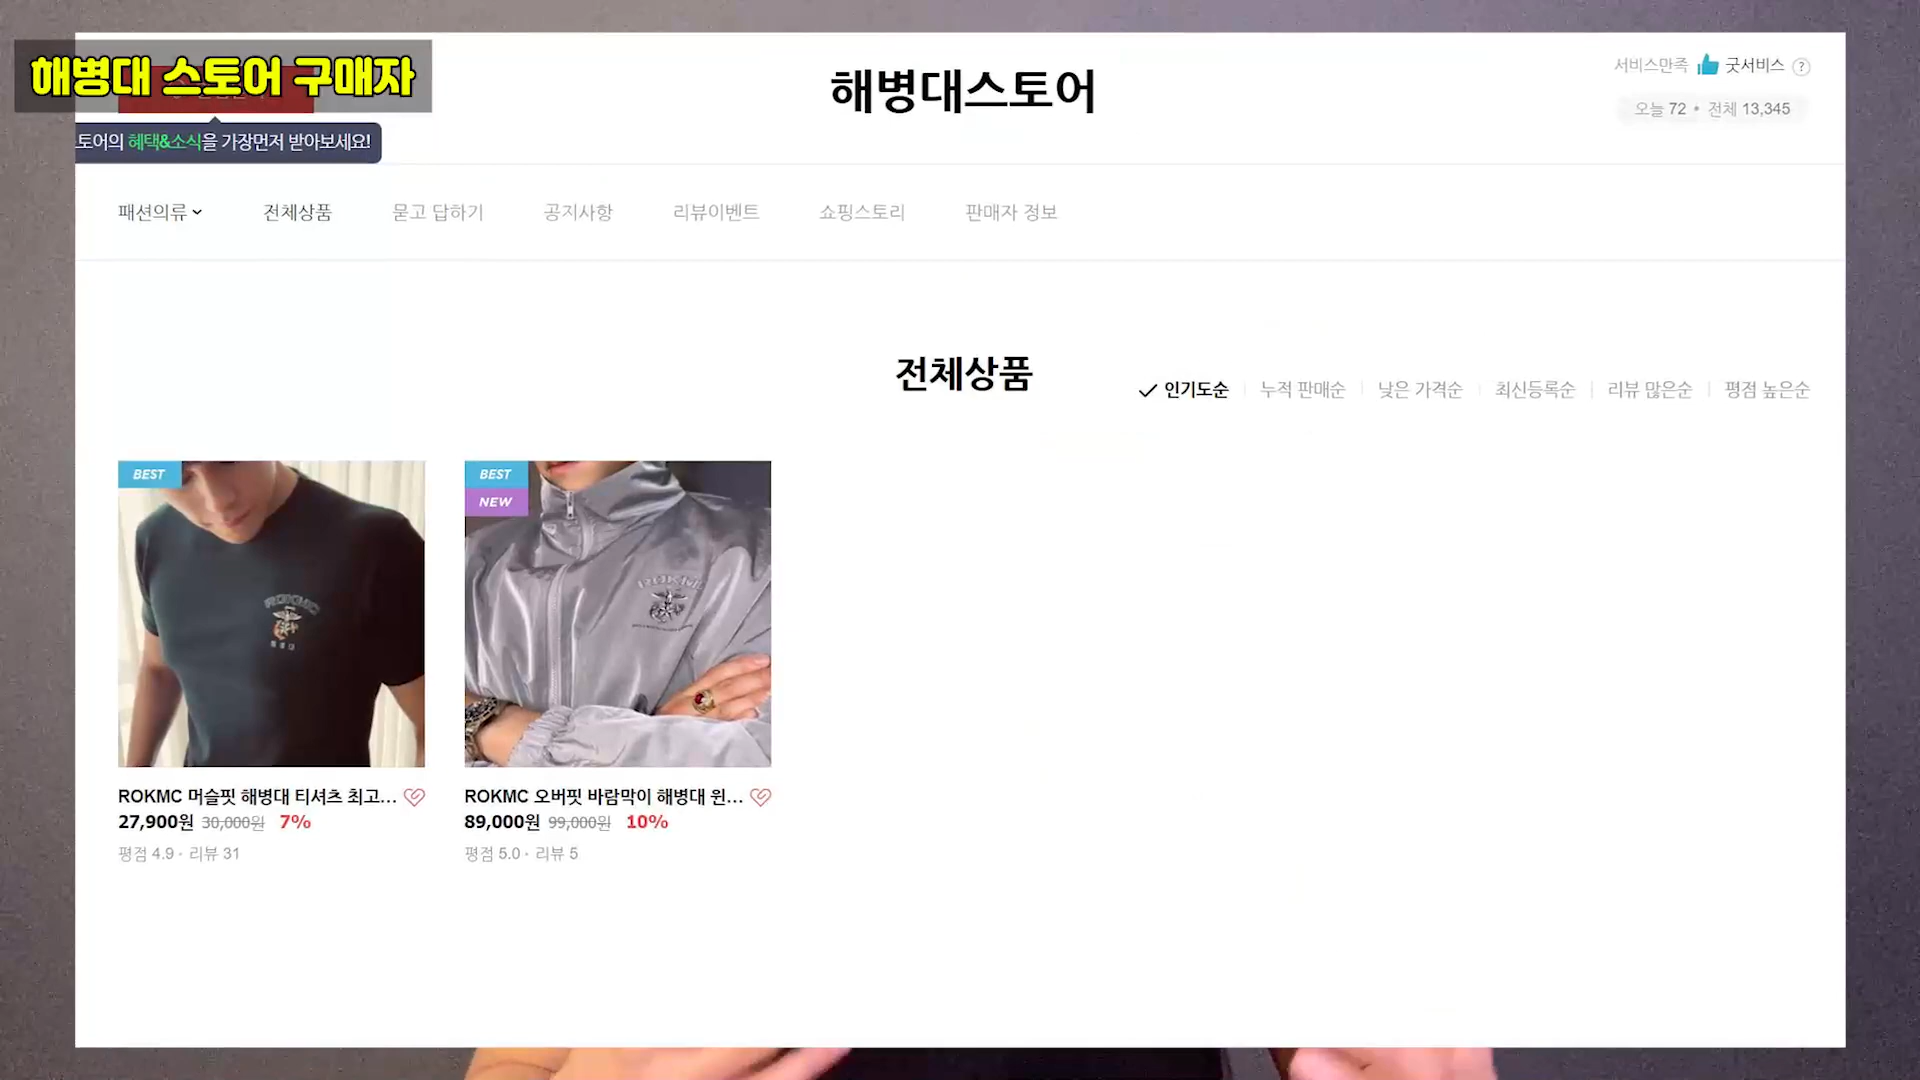 해병대 스토어 구매자
해병대스토어
서비스만족 굿서비스 ?
오늘 72 • 전체 13,345
토어의 혜택&소식을 가장먼저 받아보세요!
패션의류 전체상품 묻고 답하기 공지사항 리뷰이벤트 쇼핑스토리 판매자 정보
전체상품
인기도순 누적 판매순 낮은 가격순 최신등록순 리뷰 많은순 평점 높은순
BEST
BEST
NEW
ROKMC
해병대
ROKMC
ROKMC 머슬핏 해병대 티셔츠 최고...
27,900원 30,000원 7%
평점 4.9 · 리뷰 31
ROKMC 오버핏 바람막이 해병대 윈...
89,000원 99,000원 10%
평점 5.0 · 리뷰 5